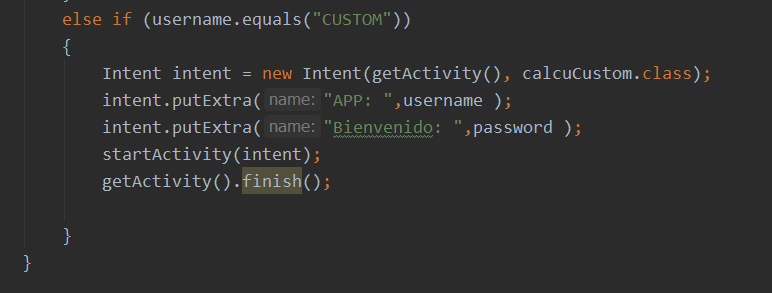 else if (username.equals("CUSTOM"))
{
Intent intent = new Intent(getActivity(), calcuCustom.class);
intent.putExtra( name: "APP: ",username );
intent.putExtra( name: "Bienvenido: ",password );
startActivity(intent);
getActivity().finish();
}
}